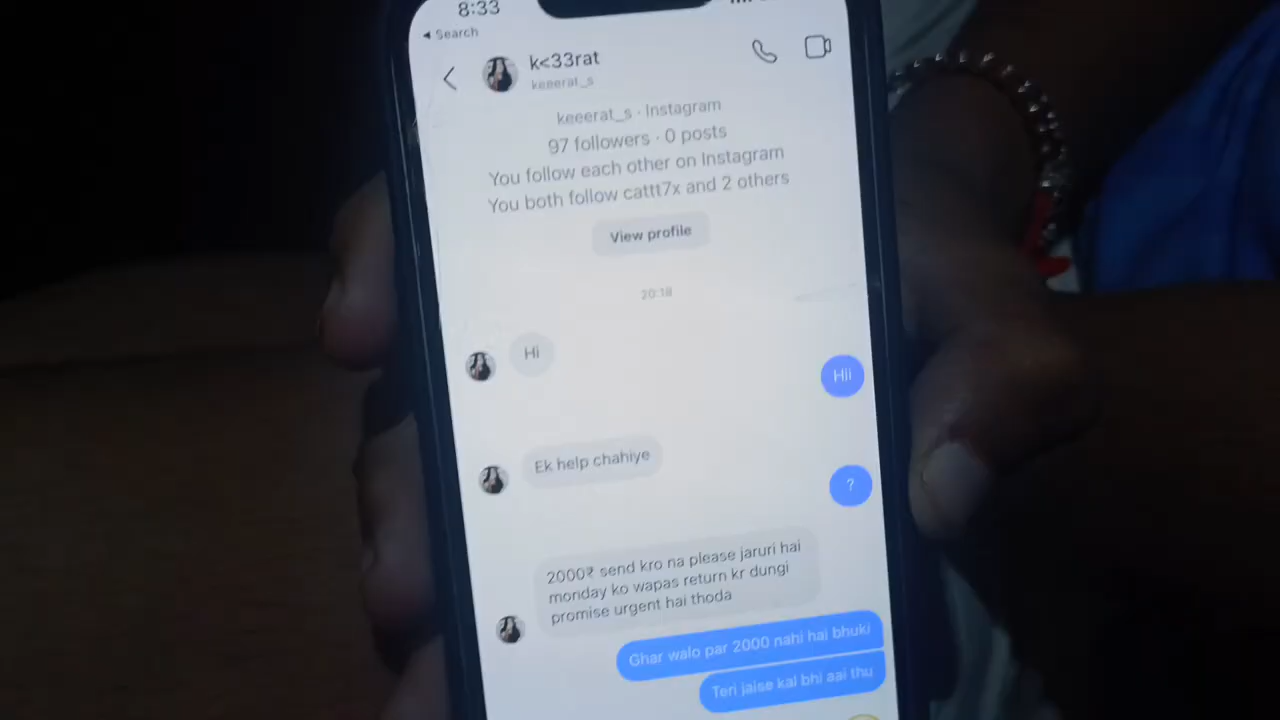 8:33
Search
k<33rat
keeerat_s
keeerat_s · Instagram
97 followers · 0 posts
You follow each other on Instagram
You both follow cattt7x and 2 others
View profile
20:18
Hi
Hii
Ek help chahiye
?
2000₹ send kro na please jaruri hai
monday ko wapas return kr dungi
promise urgent hai thoda
Ghar walo par 2000 nahi hai bhuki
Teri jaise kal bhi aai thu